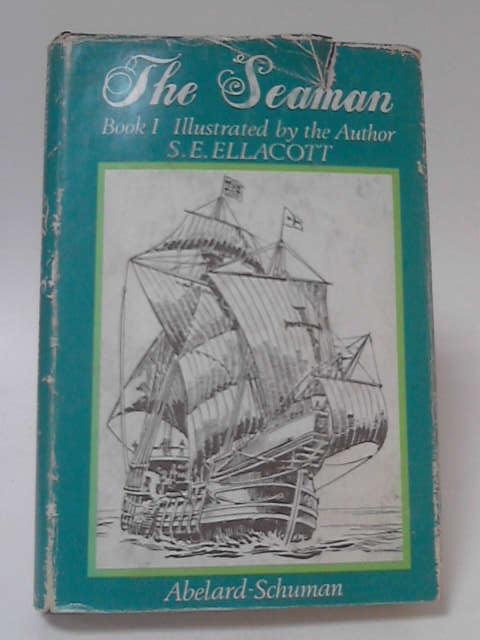 The Seaman
Book I Illustrated by the Author
S.E.ELLACOTT
Abelard-Schuman